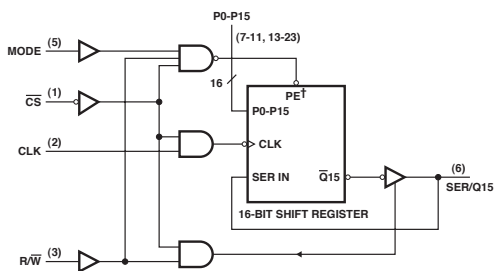 P0-P15
(5)
MODE
(7-11, 13-23)
16
PE†
(1)
CS
P0-P15
(2)
CLK
CLK
(6)
SER IN
Q15
SER/Q15
16-BIT SHIFT REGISTER
(3)
R/W